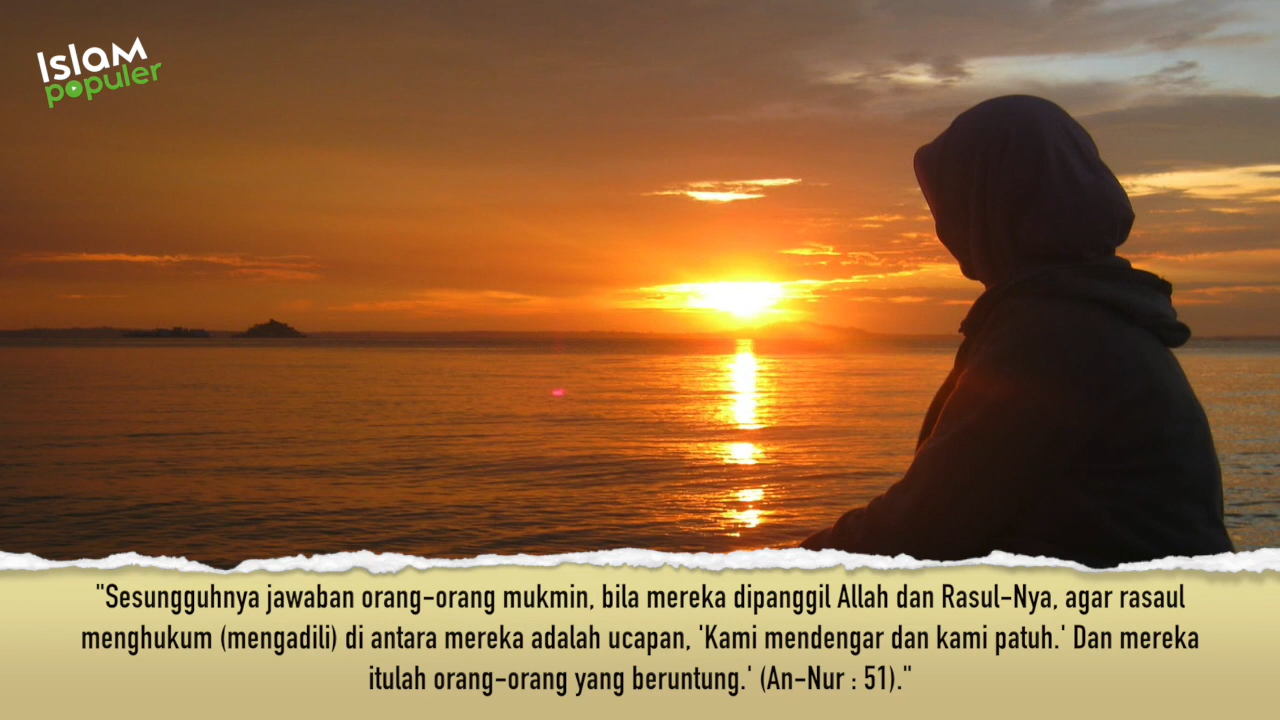 Islam
populer
"Sesungguhnya jawaban orang-orang mukmin, bila mereka dipanggil Allah dan Rasul-Nya, agar rasaul
menghukum (mengadili) di antara mereka adalah ucapan, 'Kami mendengar dan kami patuh.' Dan mereka
itulah orang-orang yang beruntung.' (An-Nur : 51)."